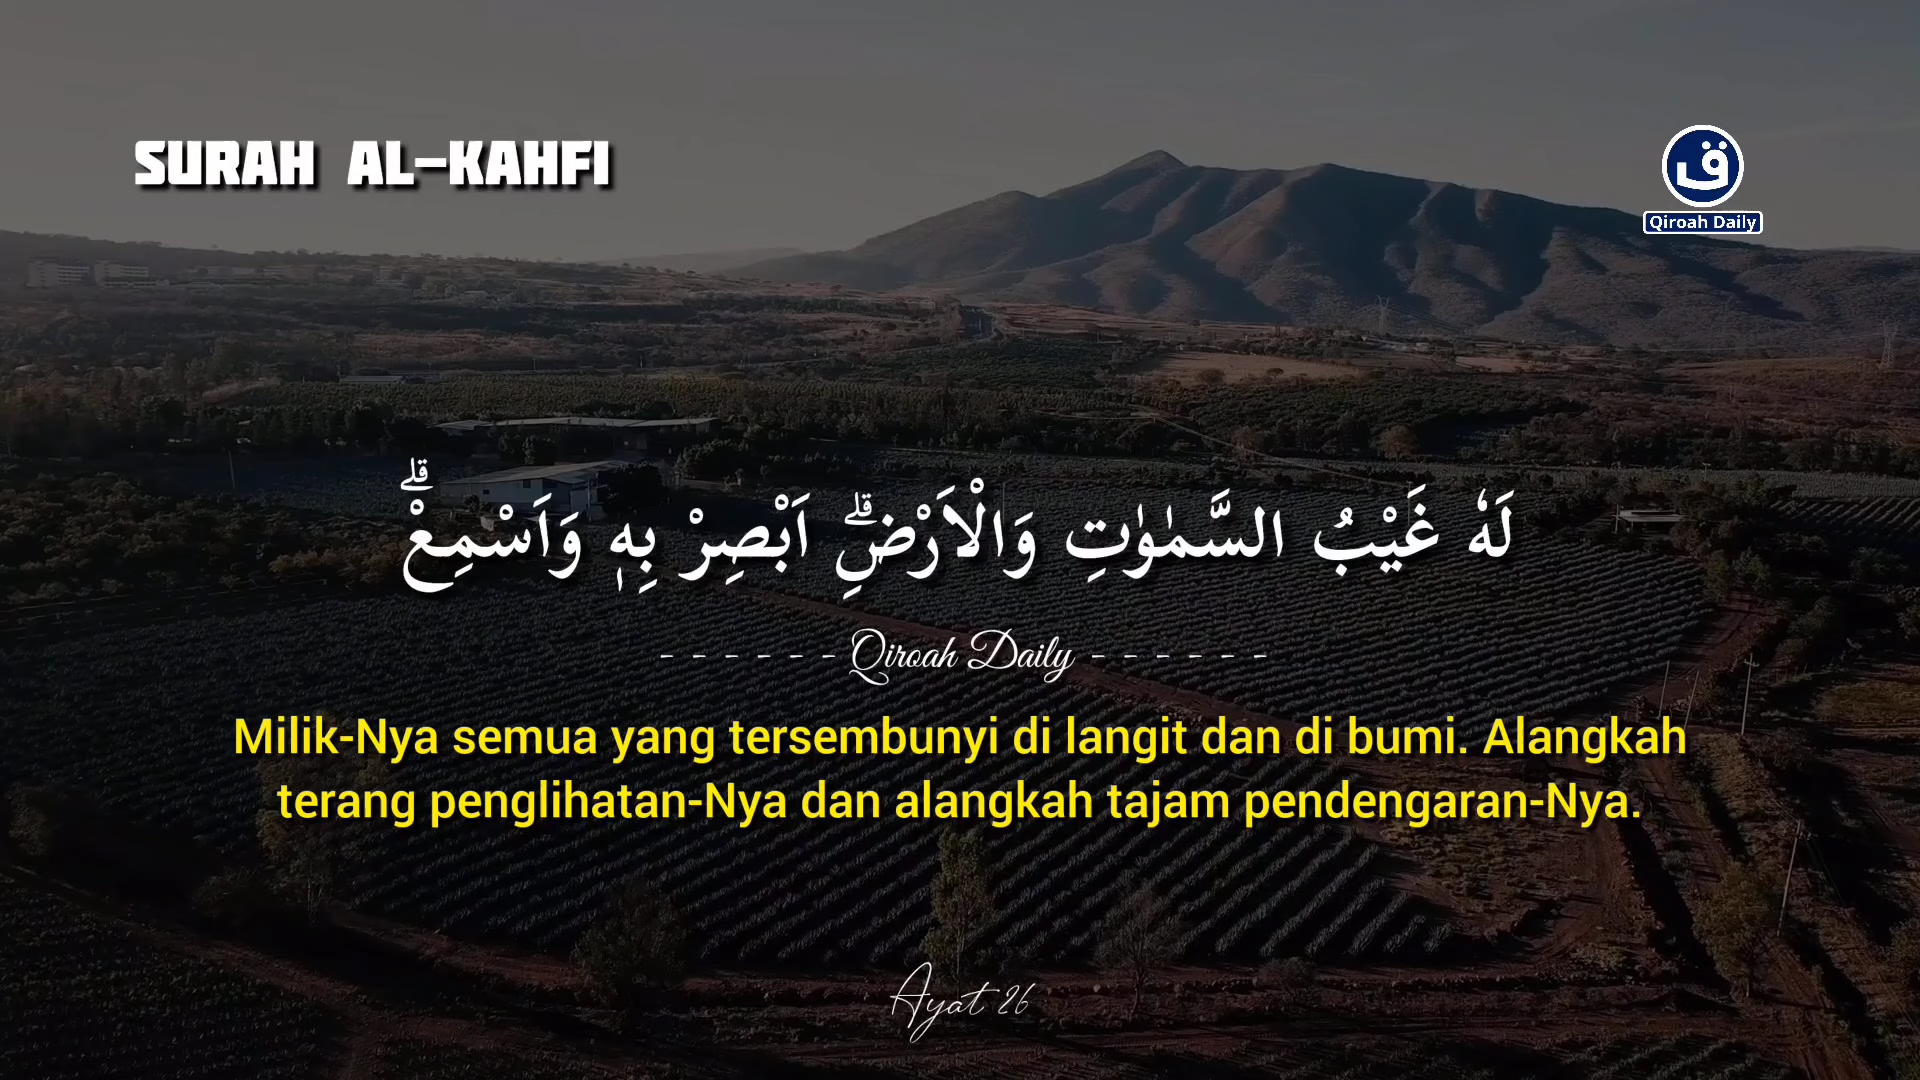 SURAH AL-KAHFI
ق
Qiroah Daily
لَهٗ غَيْبُ السَّمٰوٰتِ وَالْاَرْضِۗ اَبْصِرْ بِهٖ وَاَسْمِعْۗ
- - - - - - Qiroah Daily - - - - - -
Milik-Nya semua yang tersembunyi di langit dan di bumi. Alangkah
terang penglihatan-Nya dan alangkah tajam pendengaran-Nya.
Ayat 26